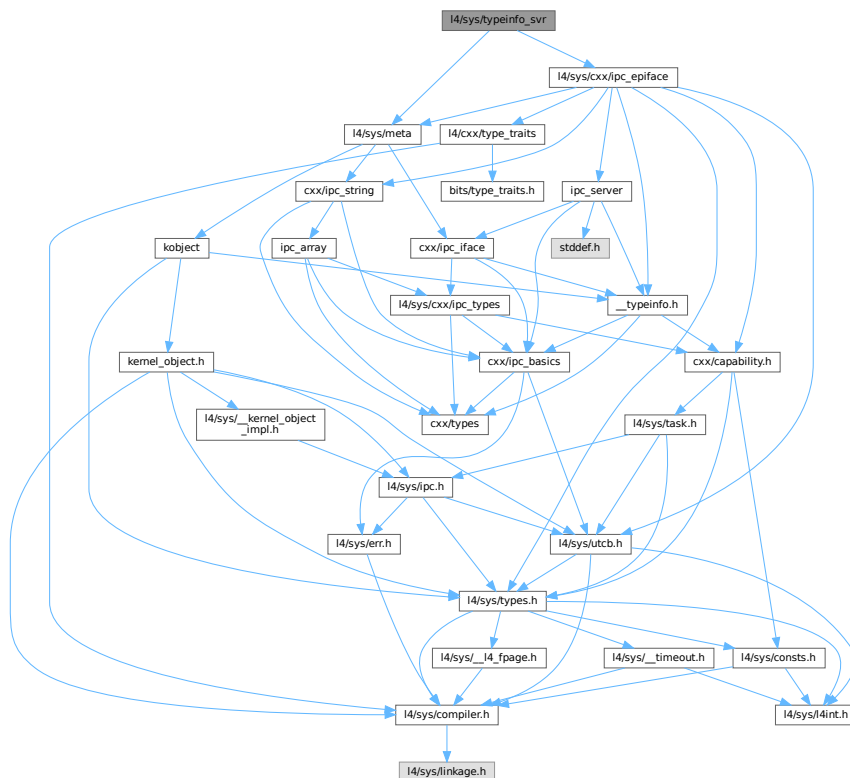 l4/sys/typeinfo_svr
l4/sys/cxx/ipc_epiface
l4/sys/meta
l4/cxx/type_traits
cxx/ipc_string
bits/type_traits.h
ipc_server
kobject
ipc_array
cxx/ipc_iface
stddef.h
l4/sys/cxx/ipc_types
__typeinfo.h
kernel_object.h
cxx/ipc_basics
cxx/capability.h
l4/sys/__kernel_object
_impl.h
cxx/types
l4/sys/task.h
l4/sys/ipc.h
l4/sys/err.h
l4/sys/utcb.h
l4/sys/types.h
l4/sys/__l4_fpage.h
l4/sys/__timeout.h
l4/sys/consts.h
l4/sys/compiler.h
l4/sys/l4int.h
l4/sys/linkage.h